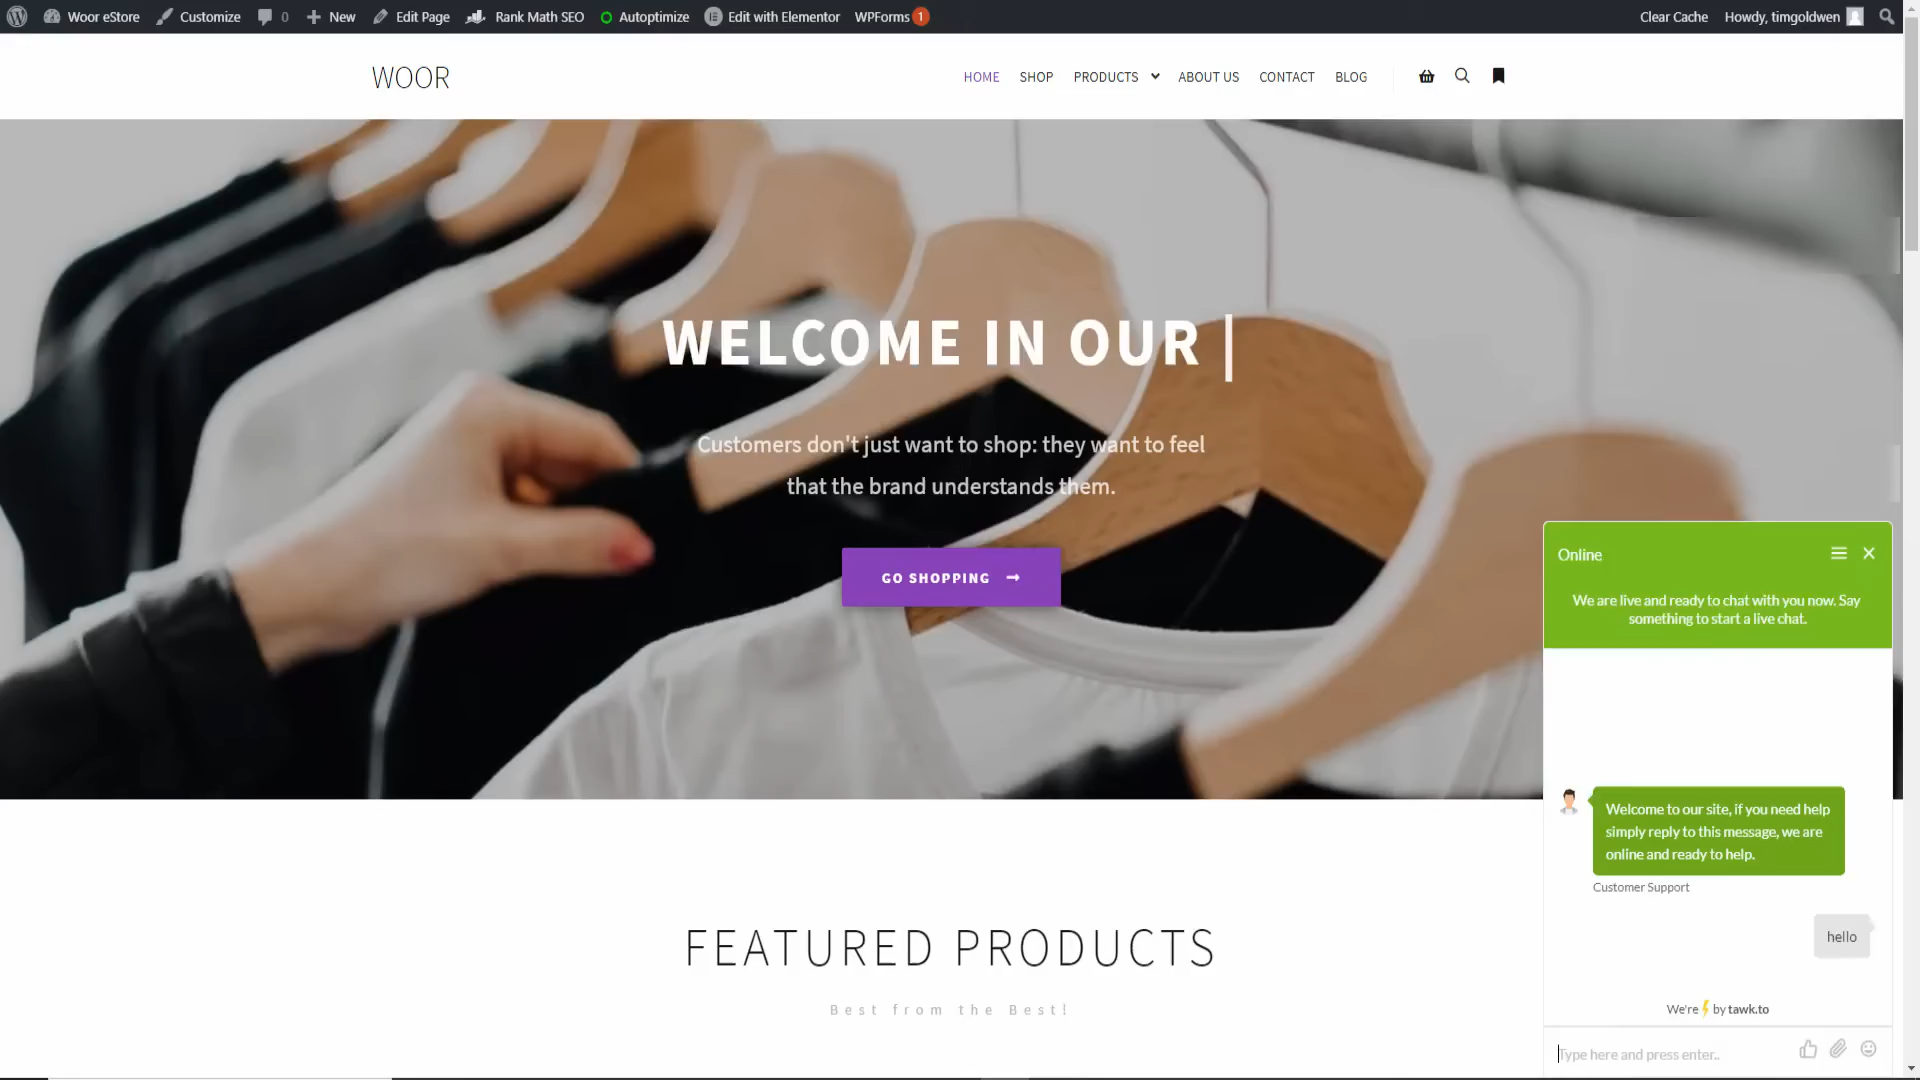 Woor eStore Customize 0 New Edit Page Rank Math SEO Autoptimize Edit with Elementor WPForms 1 Clear Cache Howdy, timgoldwen
WOOR
HOME SHOP PRODUCTS ABOUT US CONTACT BLOG
WELCOME IN OUR |
Customers don't just want to shop: they want to feel
that the brand understands them.
GO SHOPPING
Online
We are live and ready to chat with you now. Say
something to start a live chat.
Welcome to our site, if you need help
simply reply to this message, we are
online and ready to help.
Customer Support
hello
We're by tawk.to
Type here and press enter..
FEATURED PRODUCTS
Best from the Best!